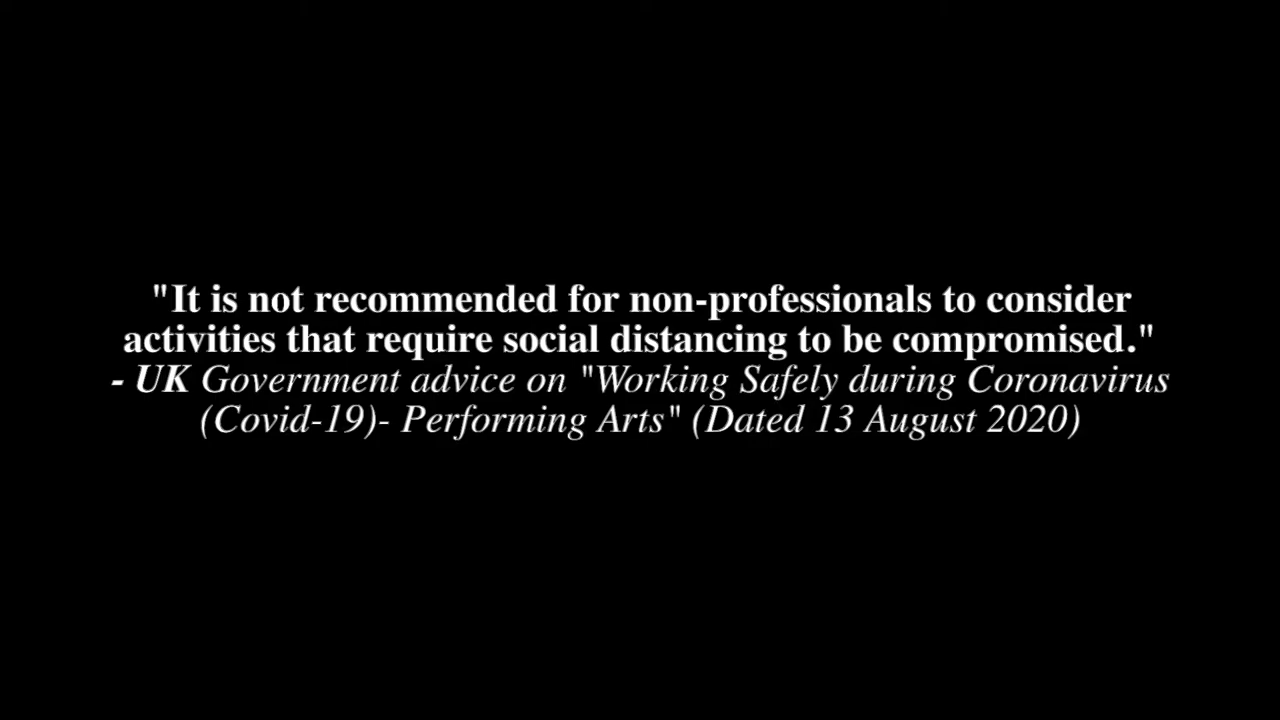 "It is not recommended for non-professionals to consider
activities that require social distancing to be compromised."
- UK Government advice on "Working Safely during Coronavirus
(Covid-19)- Performing Arts" (Dated 13 August 2020)